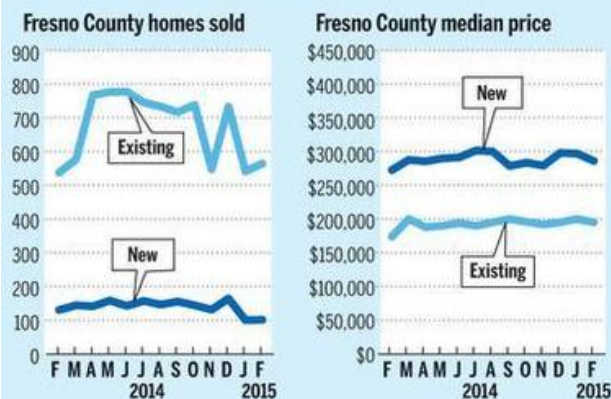 Fresno County homes sold
900
800
700
600
500
400
300
200
100
0
Existing
New
F M A M J J A S O N D J F
2014 2015
Fresno County median price
$450,000
$400,000
$350,000
$300,000
$250,000
$200,000
$150,000
$100,000
$50,000
$0
New
Existing
F M A M J J A S O N D J F
2014 2015